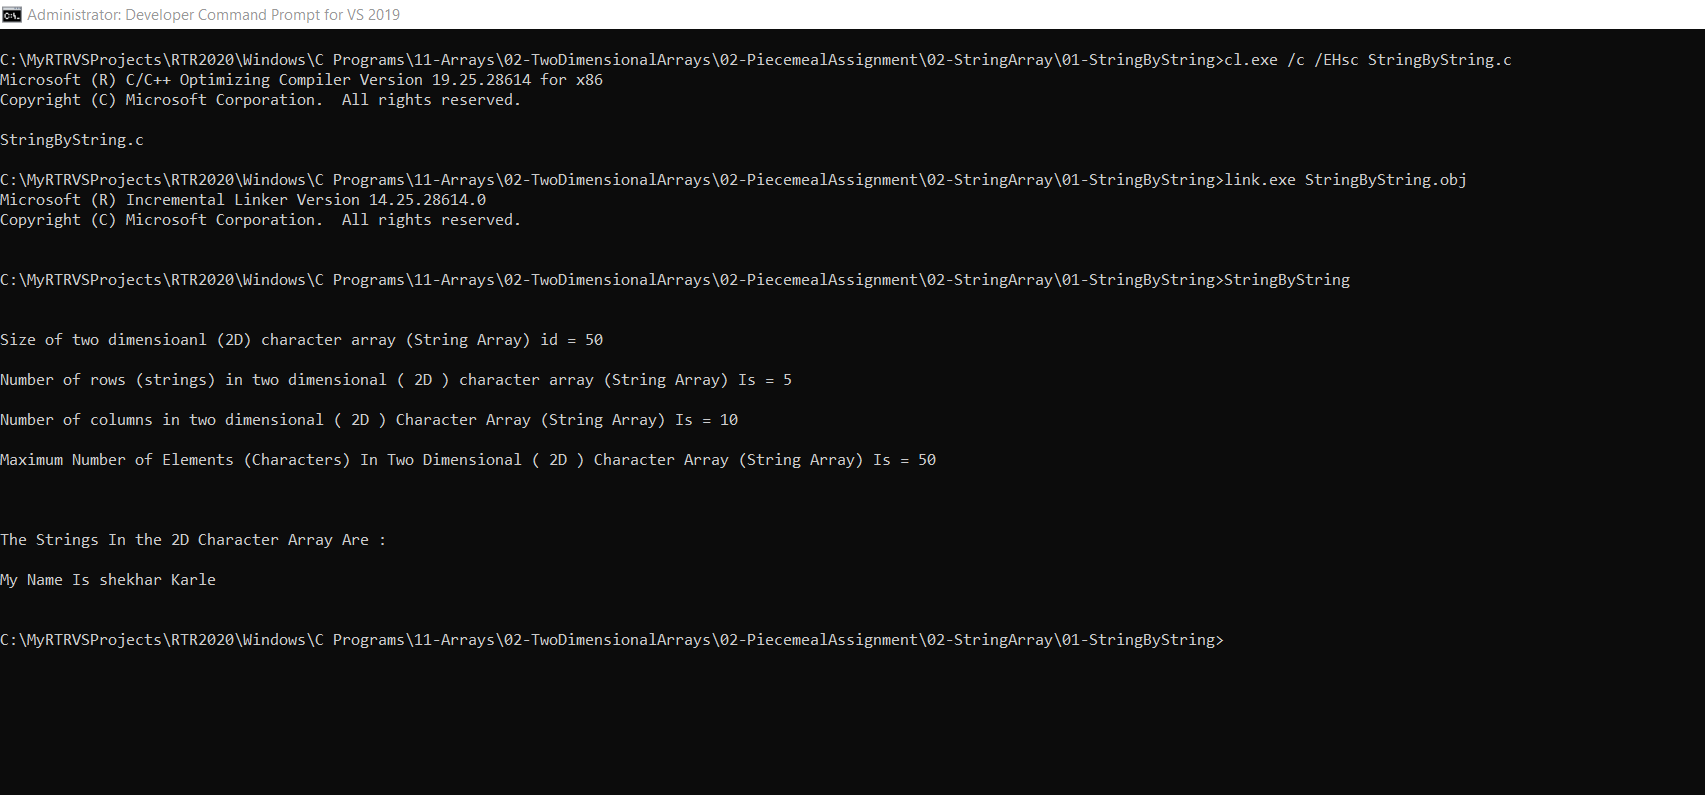 Administrator: Developer Command Prompt for VS 2019
C:\MyRTRVSProjects\RTR2020\Windows\C Programs\11-Arrays\02-TwoDimensionalArrays\02-PiecemealAssignment\02-StringArray\01-StringByString>cl.exe /c /EHsc StringByString.c
Microsoft (R) C/C++ Optimizing Compiler Version 19.25.28614 for x86
Copyright (C) Microsoft Corporation.  All rights reserved.
StringByString.c
C:\MyRTRVSProjects\RTR2020\Windows\C Programs\11-Arrays\02-TwoDimensionalArrays\02-PiecemealAssignment\02-StringArray\01-StringByString>link.exe StringByString.obj
Microsoft (R) Incremental Linker Version 14.25.28614.0
Copyright (C) Microsoft Corporation.  All rights reserved.
C:\MyRTRVSProjects\RTR2020\Windows\C Programs\11-Arrays\02-TwoDimensionalArrays\02-PiecemealAssignment\02-StringArray\01-StringByString>StringByString
Size of two dimensioanl (2D) character array (String Array) id = 50
Number of rows (strings) in two dimensional ( 2D ) character array (String Array) Is = 5
Number of columns in two dimensional ( 2D ) Character Array (String Array) Is = 10
Maximum Number of Elements (Characters) In Two Dimensional ( 2D ) Character Array (String Array) Is = 50
The Strings In the 2D Character Array Are :
My Name Is shekhar Karle
C:\MyRTRVSProjects\RTR2020\Windows\C Programs\11-Arrays\02-TwoDimensionalArrays\02-PiecemealAssignment\02-StringArray\01-StringByString>